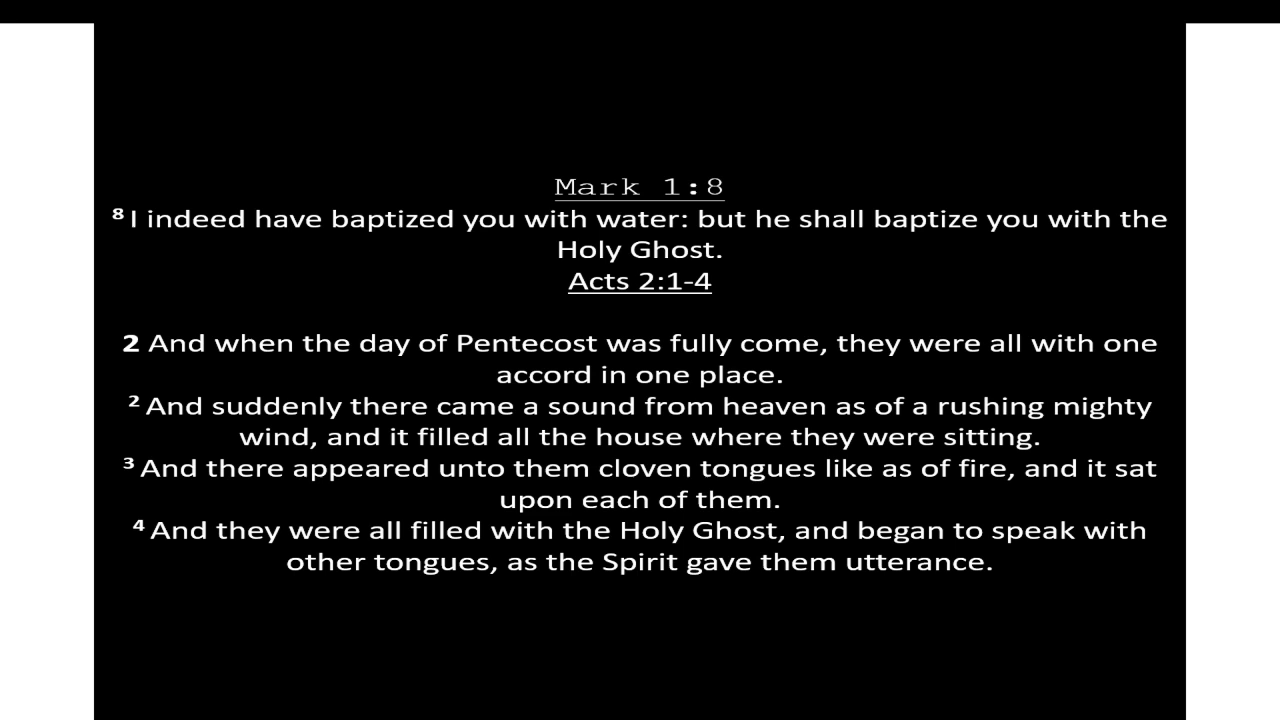 Mark 1:8
8 I indeed have baptized you with water: but he shall baptize you with the
Holy Ghost.
Acts 2:1-4
2 And when the day of Pentecost was fully come, they were all with one
accord in one place.
2 And suddenly there came a sound from heaven as of a rushing mighty
wind, and it filled all the house where they were sitting.
3 And there appeared unto them cloven tongues like as of fire, and it sat
upon each of them.
4 And they were all filled with the Holy Ghost, and began to speak with
other tongues, as the Spirit gave them utterance.